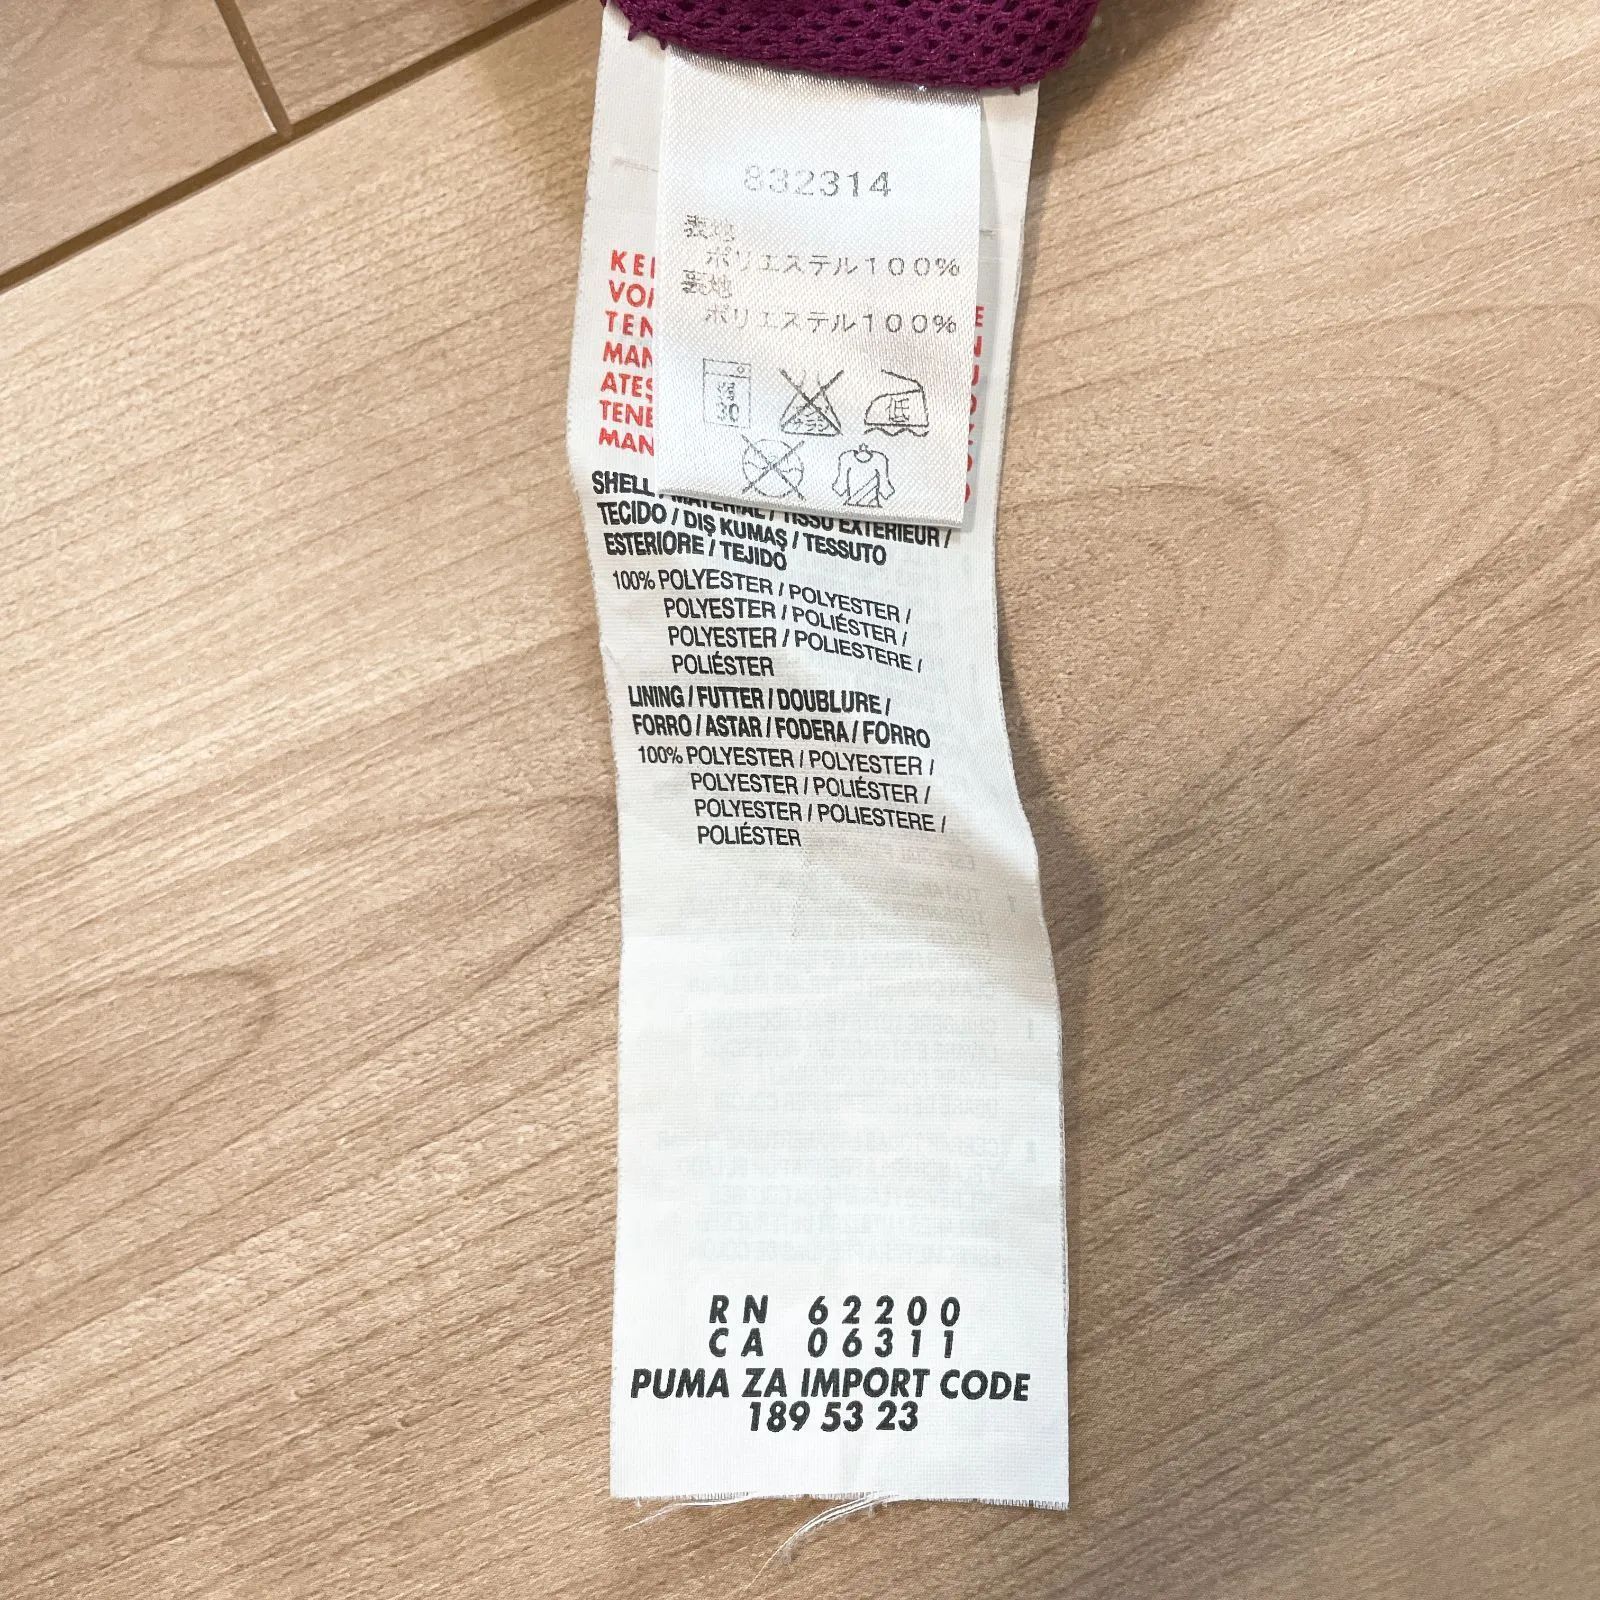 832314
表地
ポリエステル100%
裏地
ポリエステル100%
30
低
SHELL / MATERIAL / TISSU EXTERIEUR /
TECIDO / DIŞ KUMAŞ / TESSUTO
ESTERIORE / TEJIDO
100% POLYESTER / POLYESTER /
POLYESTER / POLIÉSTER /
POLYESTER / POLIESTERE /
POLIÉSTER
LINING / FUTTER / DOUBLURE /
FORRO / ASTAR / FODERA / FORRO
100% POLYESTER / POLYESTER /
POLYESTER / POLIÉSTER /
POLYESTER / POLIESTERE /
POLIÉSTER
RN 62200
CA 06311
PUMA ZA IMPORT CODE
189 53 23